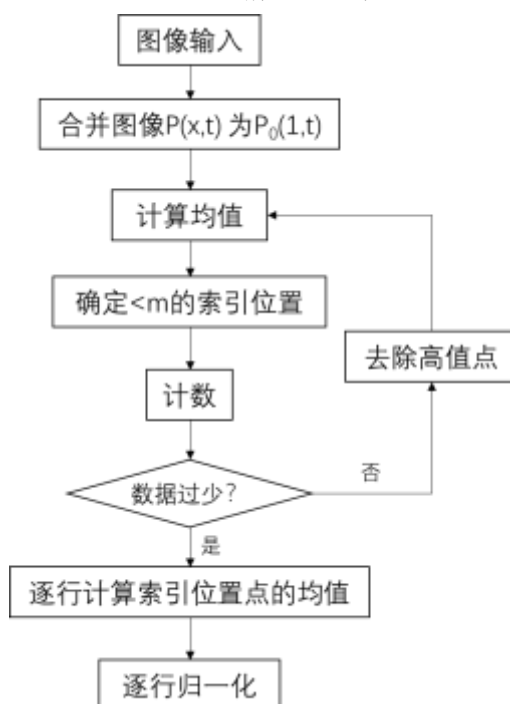 图像输入
合并图像P(x,t) 为P₀(1,t)
计算均值
确定<m的索引位置
去除高值点
计数
否
数据过少?
是
逐行计算索引位置点的均值
逐行归一化